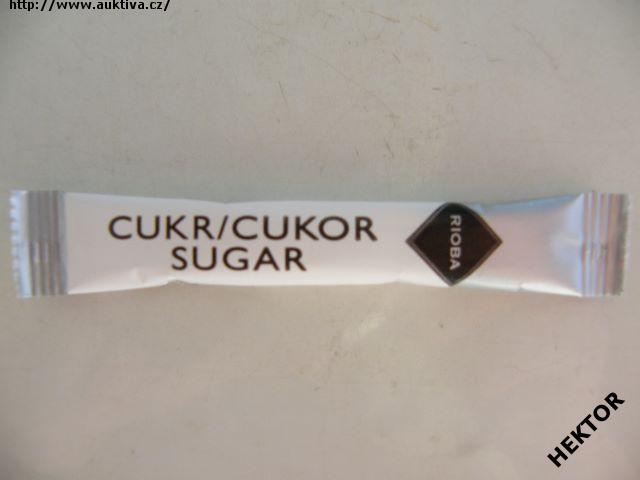 http://www.auktiva.cz/
CUKR/CUKOR
SUGAR
RIOBA
HEKTOR